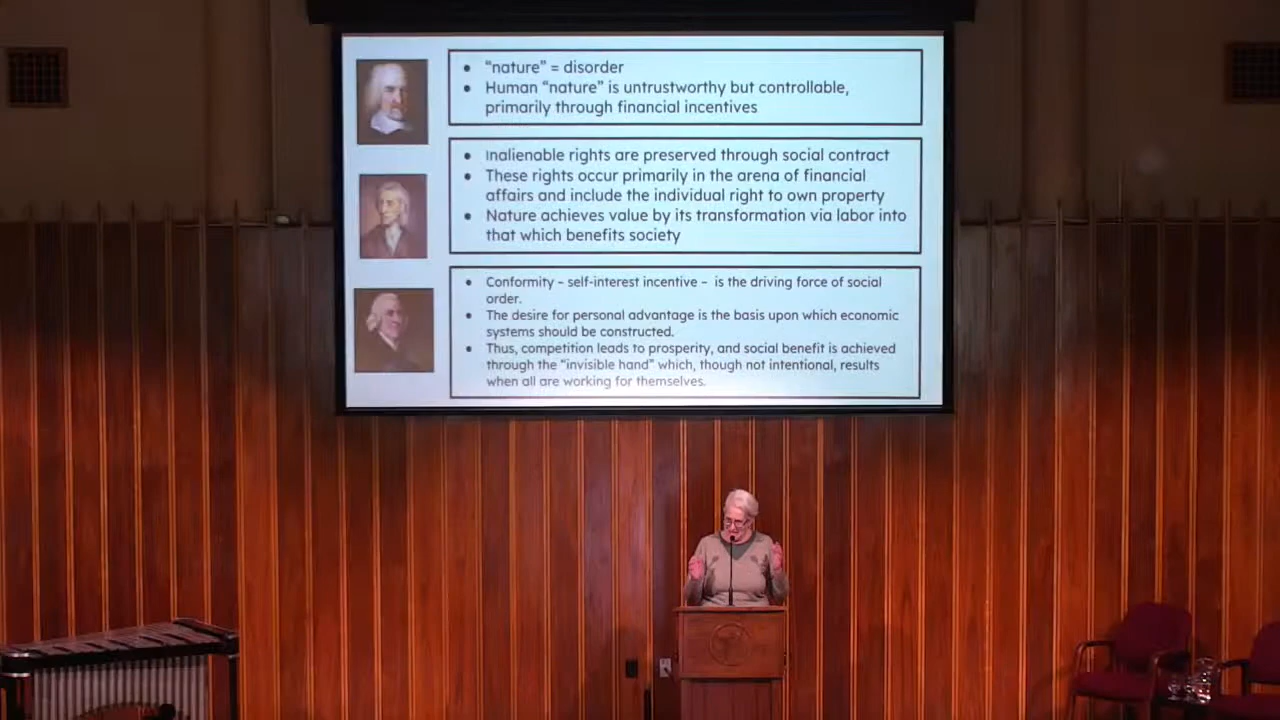 • "nature" = disorder
• Human "nature" is untrustworthy but controllable,
primarily through financial incentives
• Inalienable rights are preserved through social contract
• These rights occur primarily in the arena of financial
affairs and include the individual right to own property
• Nature achieves value by its transformation via labor into
that which benefits society
• Conformity – self-interest incentive – is the driving force of social
order.
• The desire for personal advantage is the basis upon which economic
systems should be constructed.
• Thus, competition leads to prosperity, and social benefit is achieved
through the "invisible hand" which, though not intentional, results
when all are working for themselves.